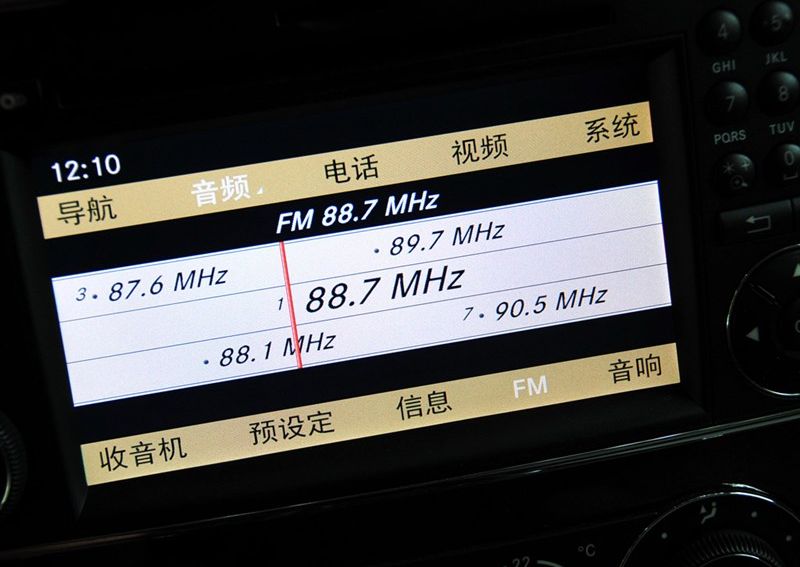 12:10
导航 音频 电话 视频 系统
FM 88.7 MHz
· 89.7 MHz
3 · 87.6 MHz
1 88.7 MHz
7 · 90.5 MHz
· 88.1 MHz
收音机 预设定 信息 FM 音响
4 5
GHI JKL
7 8
PQRS TUV
* 0
°C